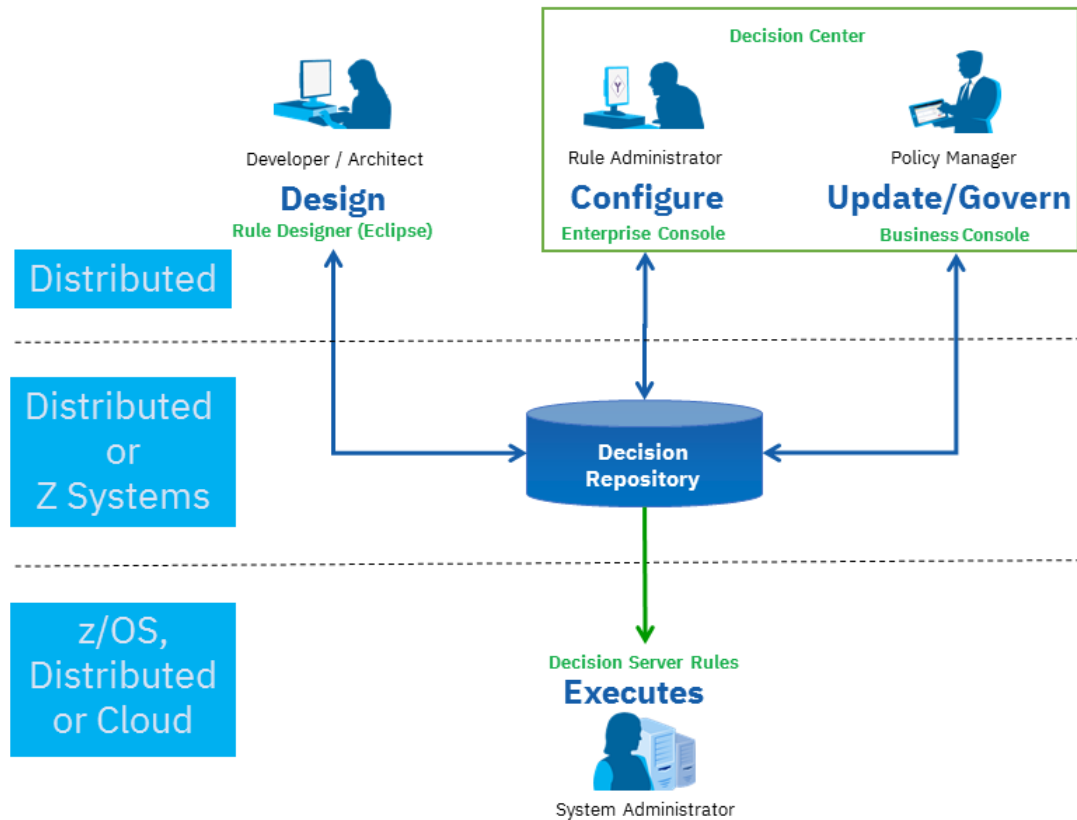 Decision Center
Developer / Architect
Design
Rule Designer (Eclipse)
Rule Administrator
Configure
Enterprise Console
Policy Manager
Update/Govern
Business Console
Distributed
Distributed
or
Z Systems
Decision
Repository
z/OS,
Distributed
or Cloud
Decision Server Rules
Executes
System Administrator